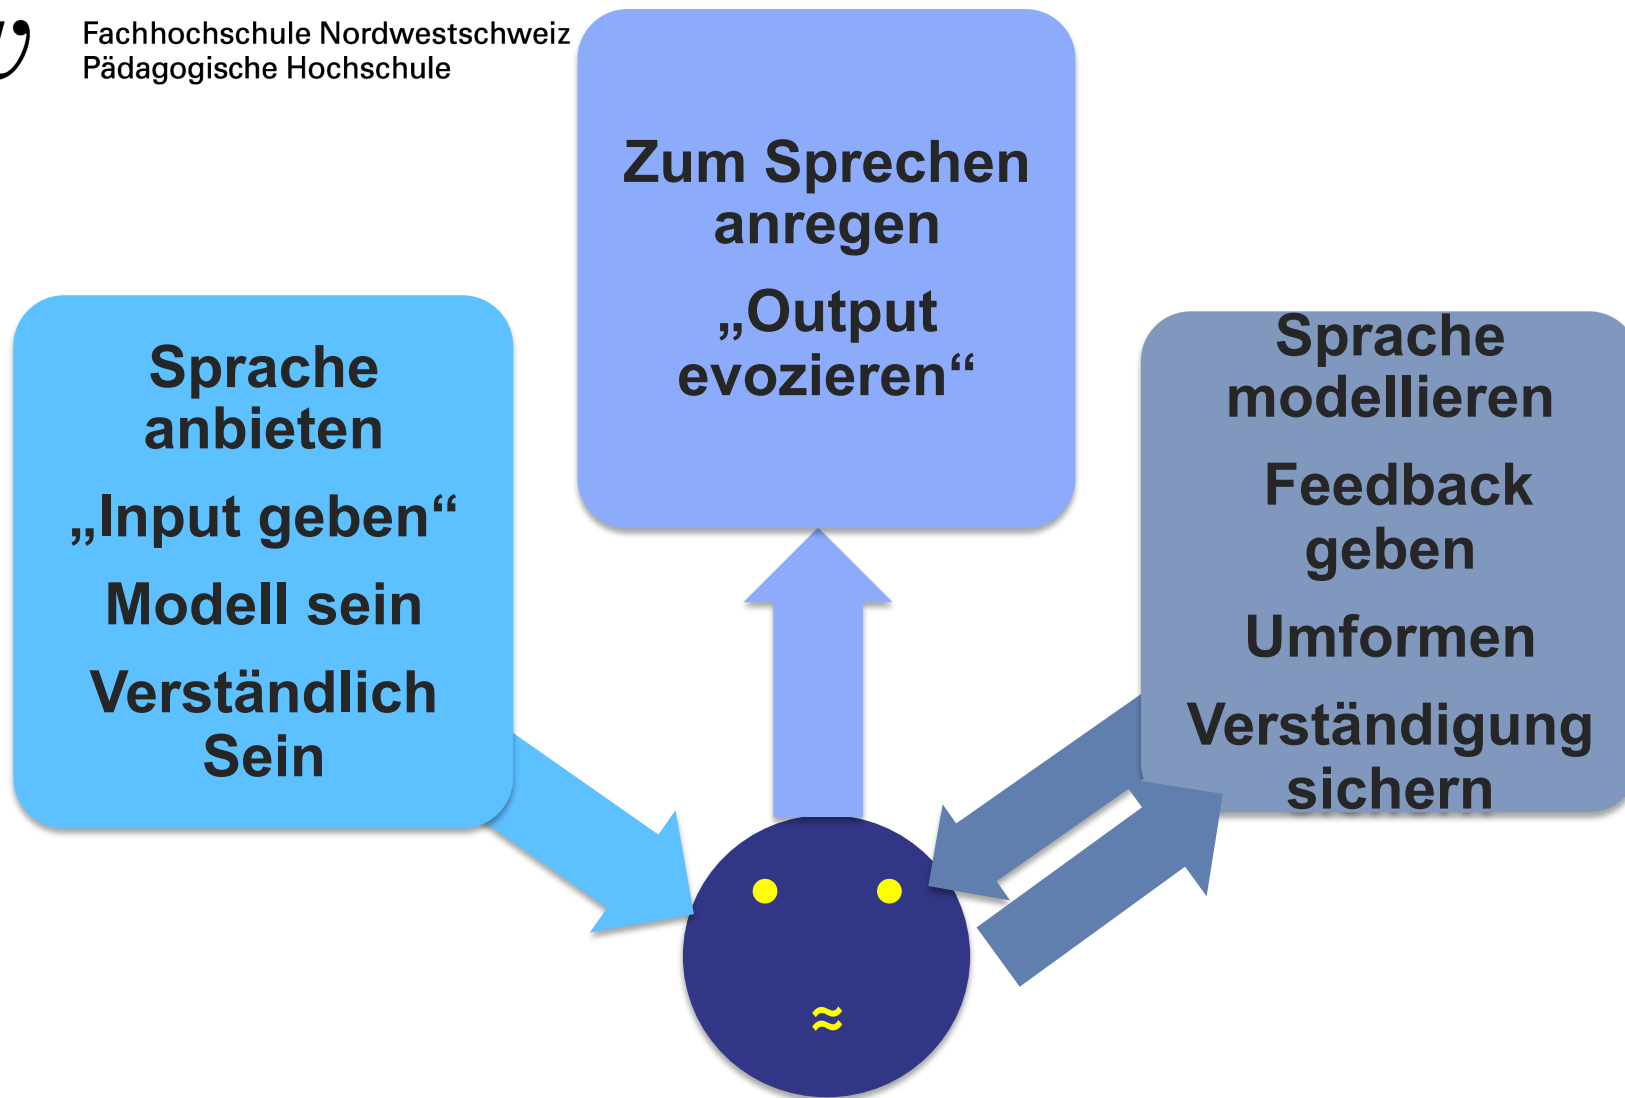 Fachhochschule Nordwestschweiz
Pädagogische Hochschule
Zum Sprechen
anregen
„Output
evozieren“
Sprache
anbieten
„Input geben“
Modell sein
Verständlich
Sein
Sprache
modellieren
Feedback
geben
Umformen
Verständigung
sichern
≈